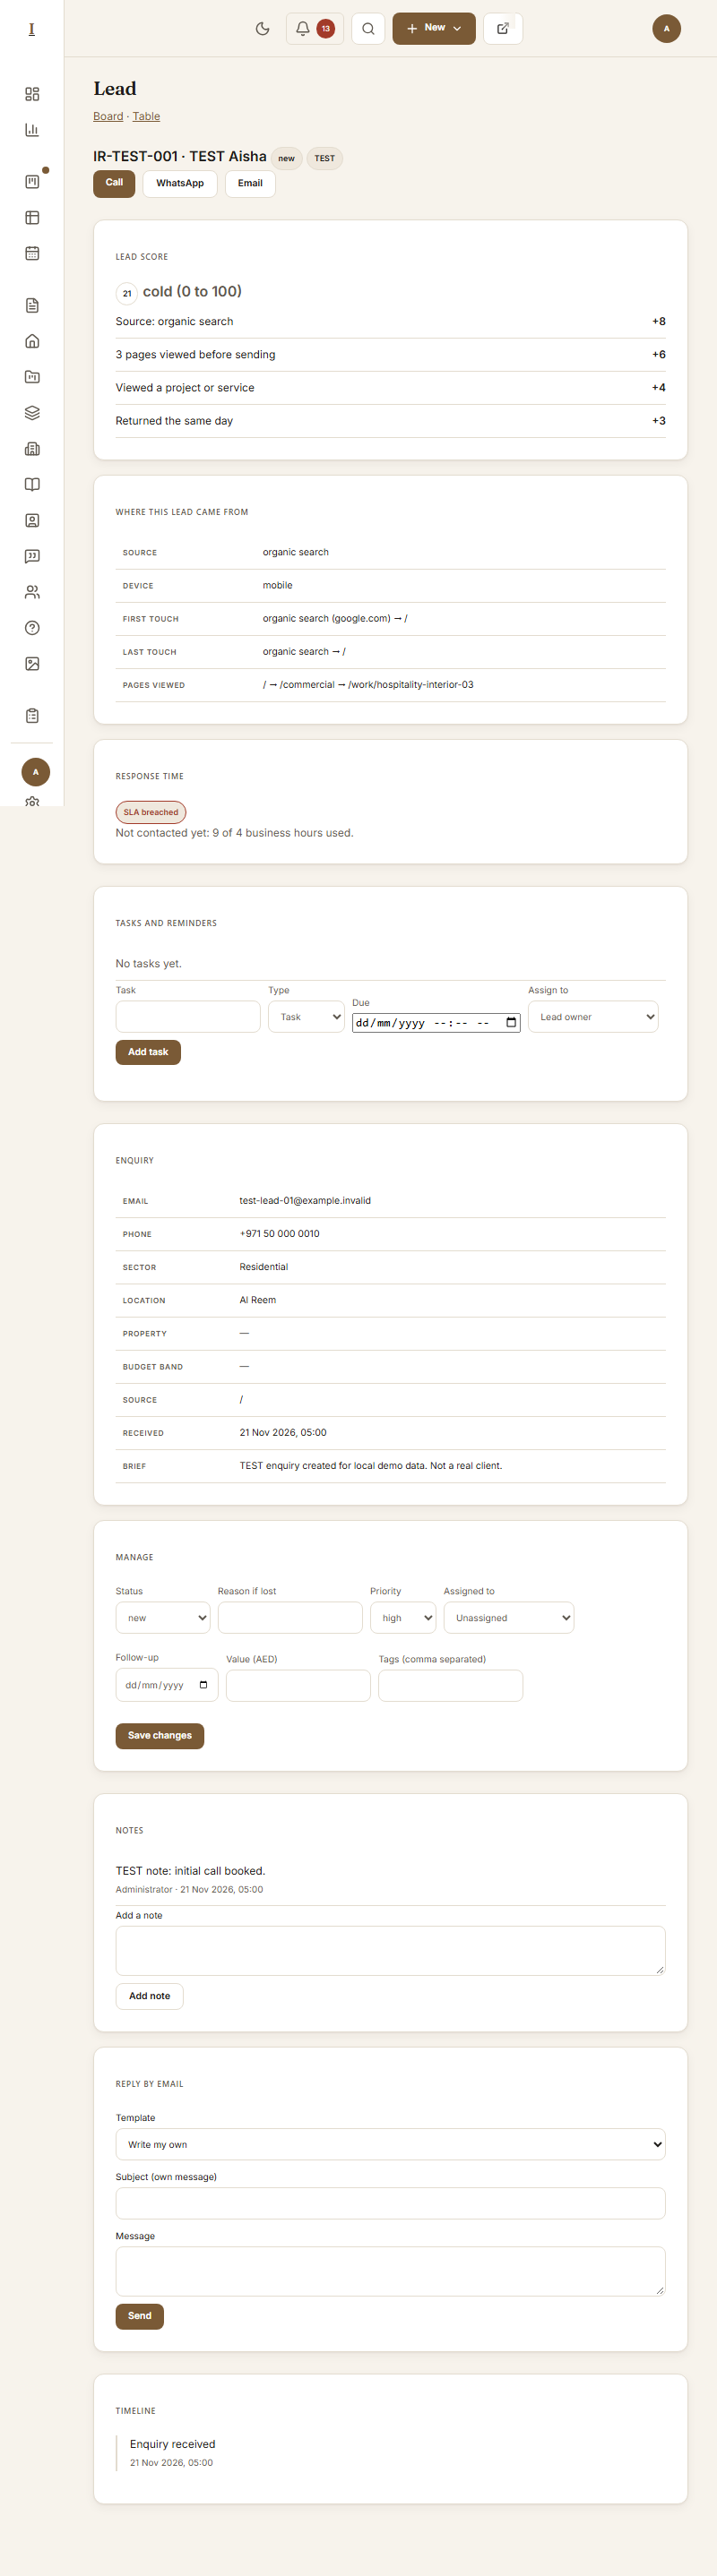 I
13
New
A
Lead
Board · Table
IR-TEST-001 · TEST Aisha new TEST
Call WhatsApp Email
LEAD SCORE
21 cold (0 to 100)
Source: organic search +8
3 pages viewed before sending +6
Viewed a project or service +4
Returned the same day +3
WHERE THIS LEAD CAME FROM
SOURCE organic search
DEVICE mobile
FIRST TOUCH organic search (google.com) → /
LAST TOUCH organic search → /
PAGES VIEWED / → /commercial → /work/hospitality-interior-03
A
RESPONSE TIME
SLA breached
Not contacted yet: 9 of 4 business hours used.
TASKS AND REMINDERS
No tasks yet.
Task Type Due Assign to
Task dd/mm/yyyy --:-- -- Lead owner
Add task
ENQUIRY
EMAIL test-lead-01@example.invalid
PHONE +971 50 000 0010
SECTOR Residential
LOCATION Al Reem
PROPERTY —
BUDGET BAND —
SOURCE /
RECEIVED 21 Nov 2026, 05:00
BRIEF TEST enquiry created for local demo data. Not a real client.
MANAGE
Status Reason if lost Priority Assigned to
new high Unassigned
Follow-up Value (AED) Tags (comma separated)
dd/mm/yyyy
Save changes
NOTES
TEST note: initial call booked.
Administrator · 21 Nov 2026, 05:00
Add a note
Add note
REPLY BY EMAIL
Template
Write my own
Subject (own message)
Message
Send
TIMELINE
Enquiry received
21 Nov 2026, 05:00